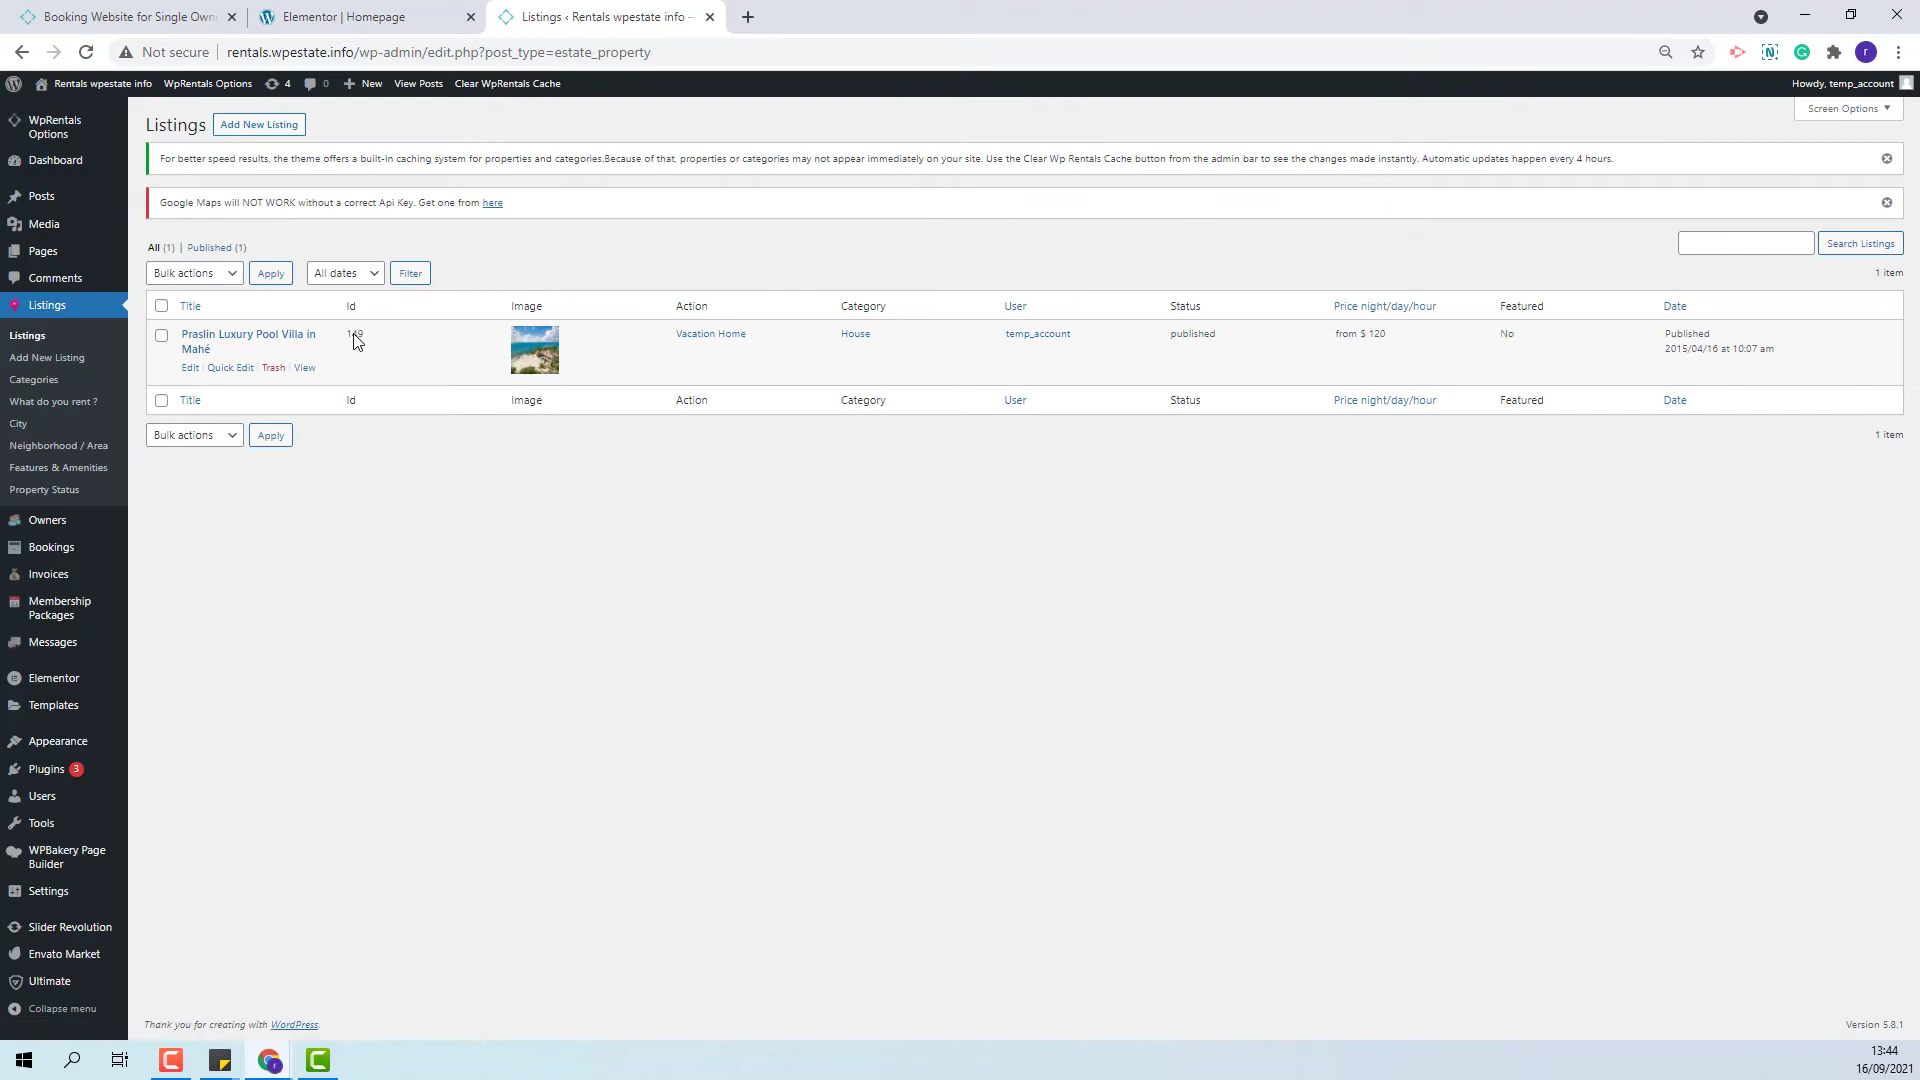 Booking Website for Single Own
Elementor | Homepage
Listings ‹ Rentals wpestate info —
Not secure
rentals.wpestate.info/wp-admin/edit.php?post_type=estate_property
r
Rentals wpestate info
WpRentals Options
4
0
New
View Posts
Clear WpRentals Cache
Howdy, temp_account
WpRentals Options
Dashboard
Posts
Media
Pages
Comments
Listings
Listings
Add New Listing
Categories
What do you rent ?
City
Neighborhood / Area
Features & Amenities
Property Status
Owners
Bookings
Invoices
Membership Packages
Messages
Elementor
Templates
Appearance
Plugins 3
Users
Tools
WPBakery Page Builder
Settings
Slider Revolution
Envato Market
Ultimate
Collapse menu
Screen Options
Listings
Add New Listing
For better speed results, the theme offers a built-in caching system for properties and categories.Because of that, properties or categories may not appear immediately on your site. Use the Clear Wp Rentals Cache button from the admin bar to see the changes made instantly. Automatic updates happen every 4 hours.
Google Maps will NOT WORK without a correct Api Key. Get one from here
All (1) | Published (1)
Search Listings
Bulk actions Apply All dates Filter
1 item
Title Id Image Action Category User Status Price night/day/hour Featured Date
Praslin Luxury Pool Villa in Vacation Home House temp_account published from $ 120 No Published
Mahé 2015/04/16 at 10:07 am
Edit | Quick Edit | Trash | View
Title Id Image Action Category User Status Price night/day/hour Featured Date
Bulk actions Apply
1 item
Thank you for creating with WordPress.
Version 5.8.1
13:44
16/09/2021